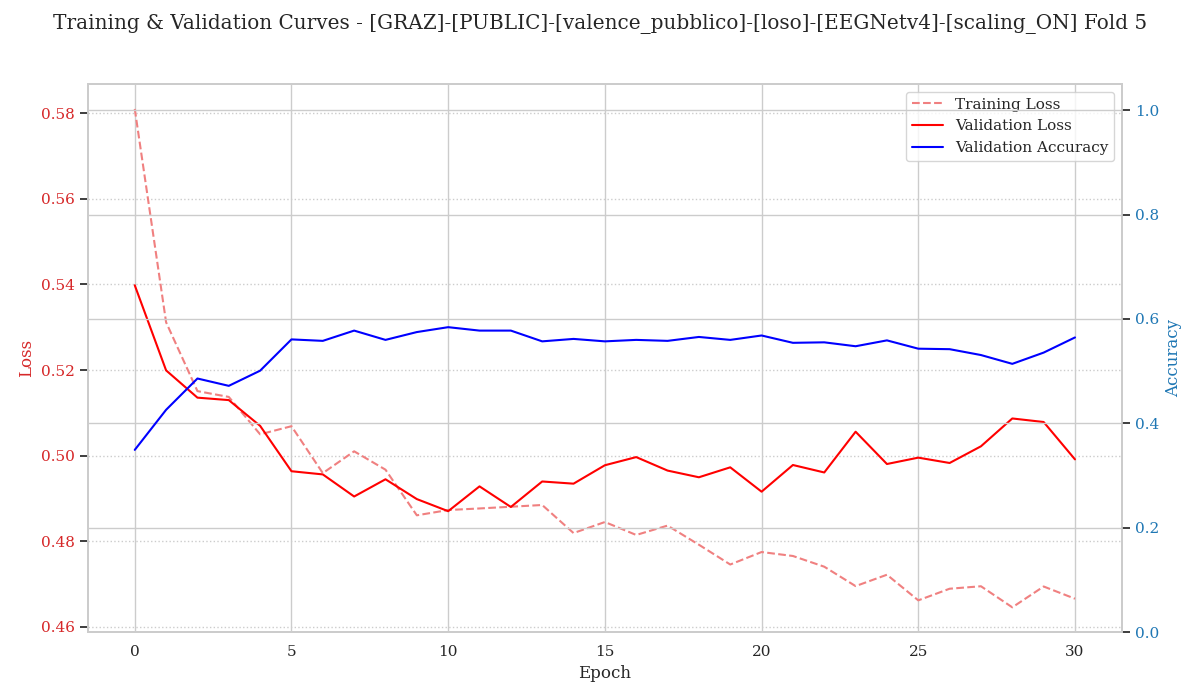 Training & Validation Curves - [GRAZ]-[PUBLIC]-[valence_pubblico]-[loso]-[EEGNetv4]-[scaling_ON] Fold 5
Training Loss
Validation Loss
Validation Accuracy
0.58
0.56
0.54
0.52
0.50
0.48
0.46
Loss
1.0
0.8
0.6
0.4
0.2
0.0
Accuracy
0 5 10 15 20 25 30
Epoch